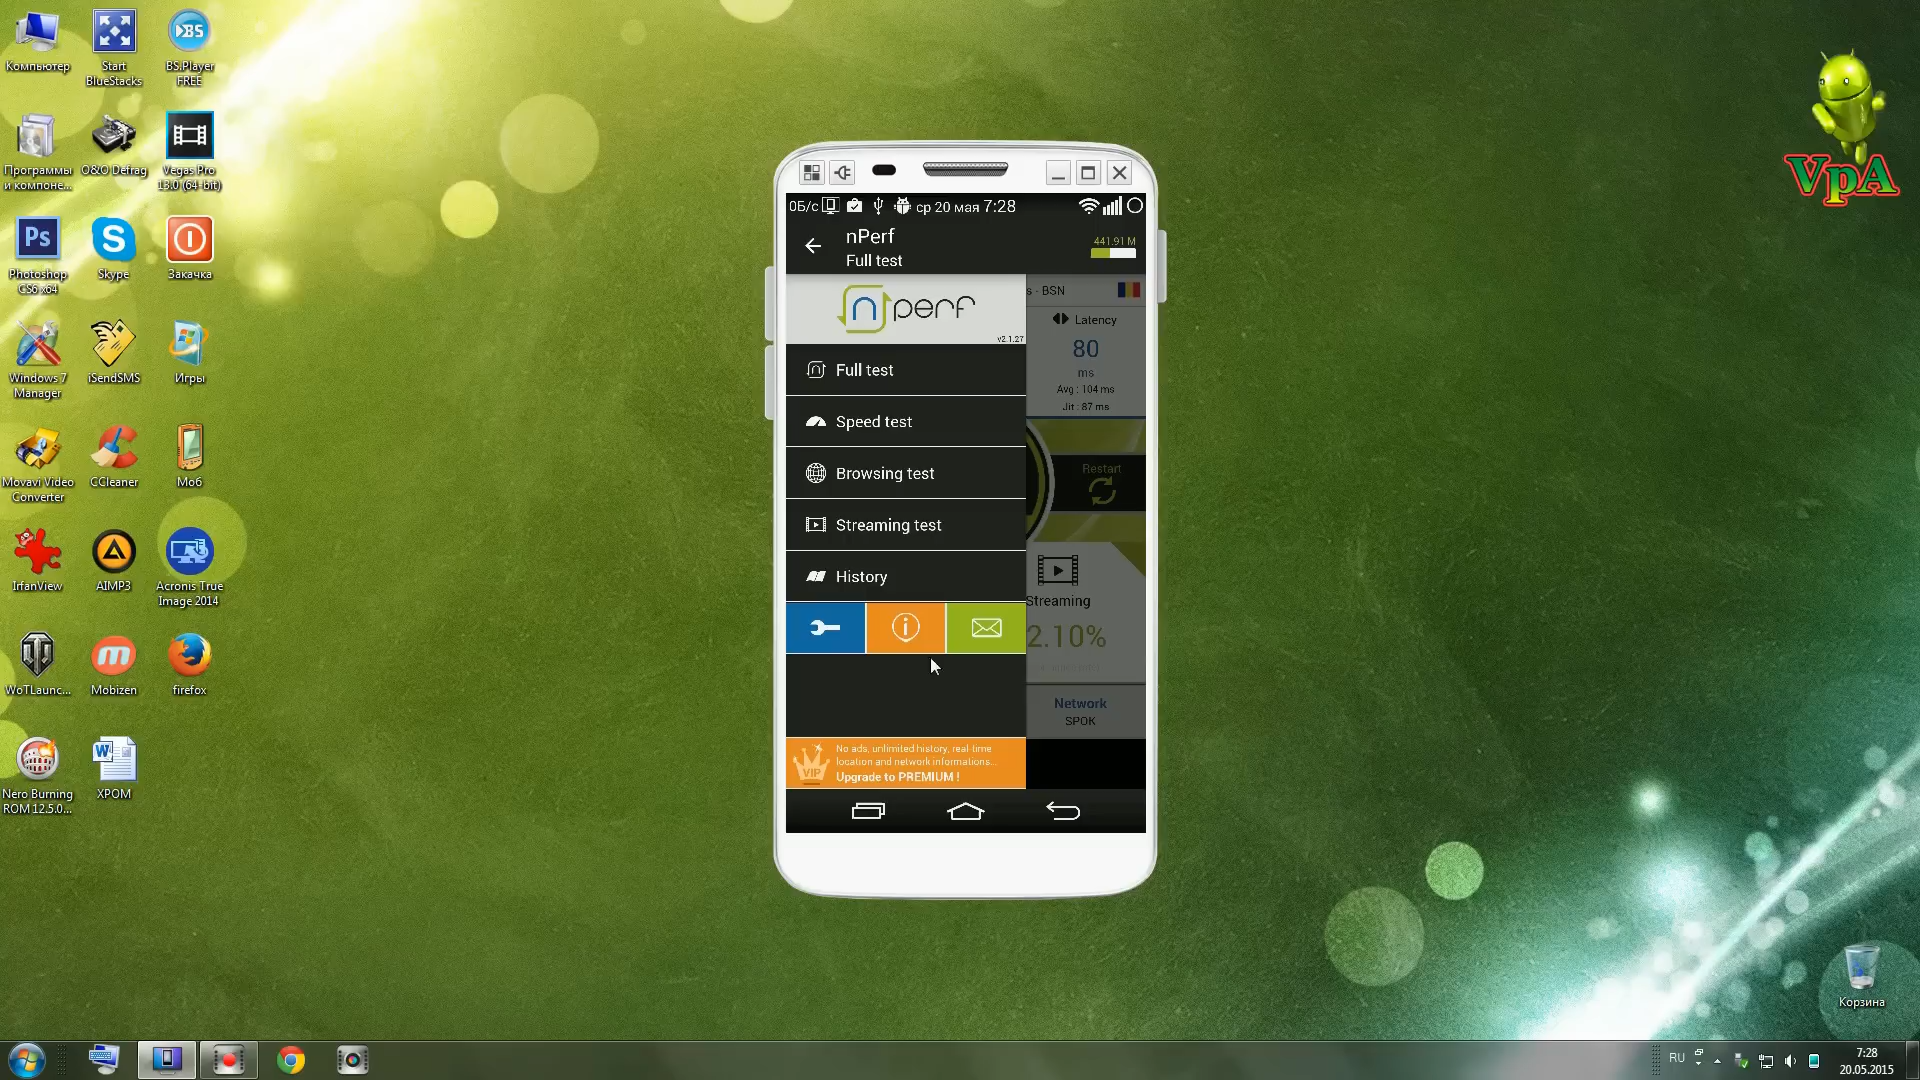 Компьютер
Start
BlueStacks
BS.Player
FREE
Программы
и компоне...
O&O Defrag
Vegas Pro
13.0 (64-bit)
Photoshop
CS6 x64
Skype
Закачка
Windows 7
Manager
iSendSMS
Игры
Movavi Video
Converter
CCleaner
Моб
IrfanView
AIMP3
Acronis True
Image 2014
WoTLaunc...
Mobizen
firefox
Nero Burning
ROM 12.5.0...
ХРОМ
0Б/с ср 20 мая 7:28
nPerf
Full test
441.91 M
nperf
v2.1.27
Full test
Speed test
Browsing test
Streaming test
History
No ads, unlimited history, real-time
location and network informations...
Upgrade to PREMIUM !
VIP
s - BSN
Latency
80
ms
Avg : 104 ms
Jit : 87 ms
Restart
Streaming
2.10%
Network
SPOK
VpA
Корзина
RU
7:28
20.05.2015